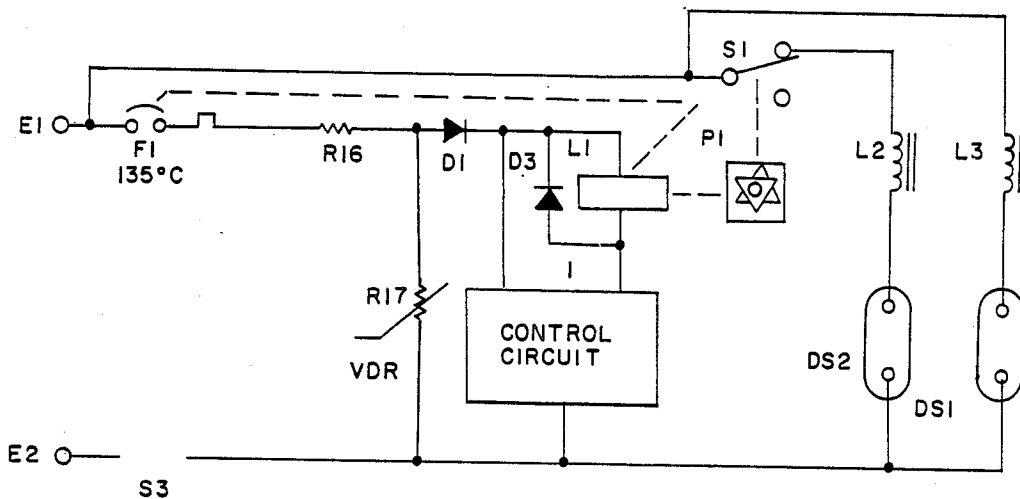 S1
E1
F1
135°C
R16
D1
D3
L1
P1
L2
L3
1
R17
VDR
CONTROL
CIRCUIT
DS2
DS1
E2
S3